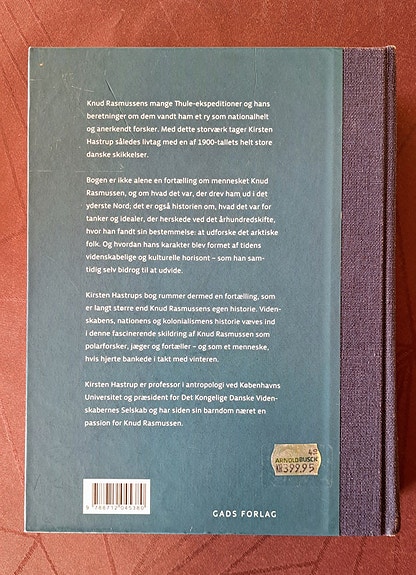 Knud Rasmussens mange Thule-ekspeditioner og hans
beretninger om dem vandt ham et ry som nationalhelt
og anerkendt forsker. Med dette storværk tager Kirsten
Hastrup således livtag med en af 1900-tallets helt store
danske skikkelser.
Bogen er ikke alene en fortælling om mennesket Knud
Rasmussen, og om hvad det var, der drev ham ud i det
yderste Nord; det er også historien om, hvad det var for
tanker og idealer, der herskede ved det århundredskifte,
hvor han fandt sin bestemmelse: at udforske det arktiske
folk. Og hvordan hans karakter blev formet af tidens
videnskabelige og kulturelle horisont – som han sam-
tidig selv bidrog til at udvide.
Kirsten Hastrups bog rummer dermed en fortælling, som
er langt større end Knud Rasmussens egen historie. Viden-
skabens, nationens og kolonialismens historie væves ind
i denne fascinerende skildring af Knud Rasmussen som
polarforsker, jæger og fortæller – og som et menneske,
hvis hjerte bankede i takt med vinteren.
Kirsten Hastrup er professor i antropologi ved Københavns
Universitet og præsident for Det Kongelige Danske Viden-
skabernes Selskab og har siden sin barndom næret en
passion for Knud Rasmussen.
45
ARNOLD BUSCK
399.95
9 788712 045380
GADS FORLAG